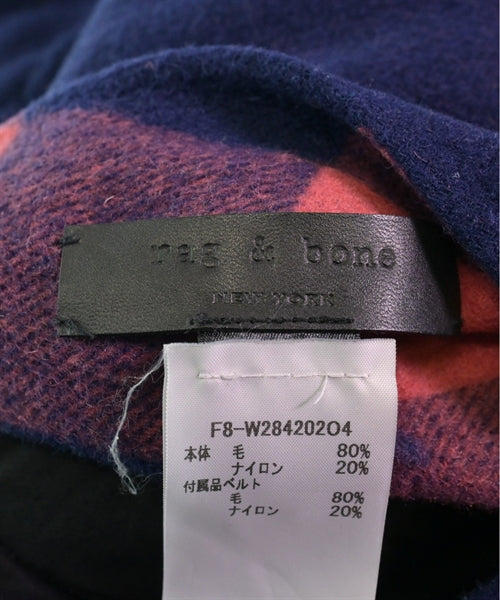 rag & bone
NEW YORK
F8-W28420204
本体 毛 80%
ナイロン 20%
付属品ベルト
毛 80%
ナイロン 20%